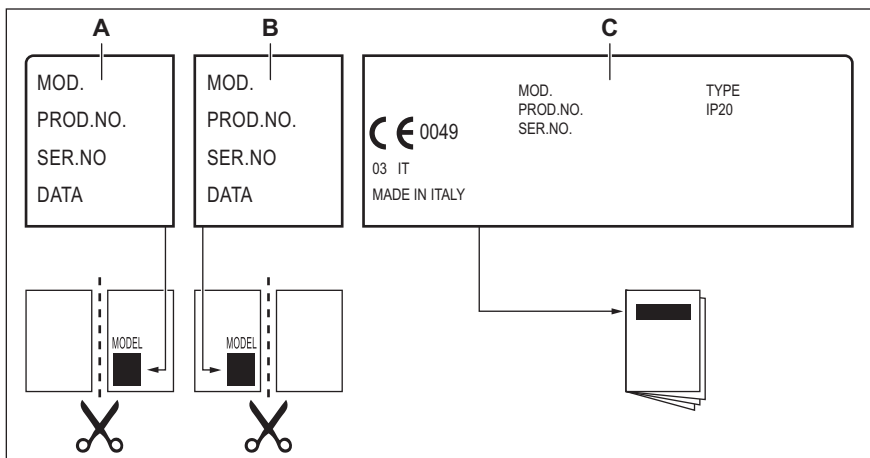 A
B
C
MOD.
PROD.NO.
SER.NO
DATA
MOD.
PROD.NO.
SER.NO
DATA
MOD.
PROD.NO.
SER.NO.
TYPE
IP20
CE 0049
03 IT
MADE IN ITALY
MODEL
MODEL